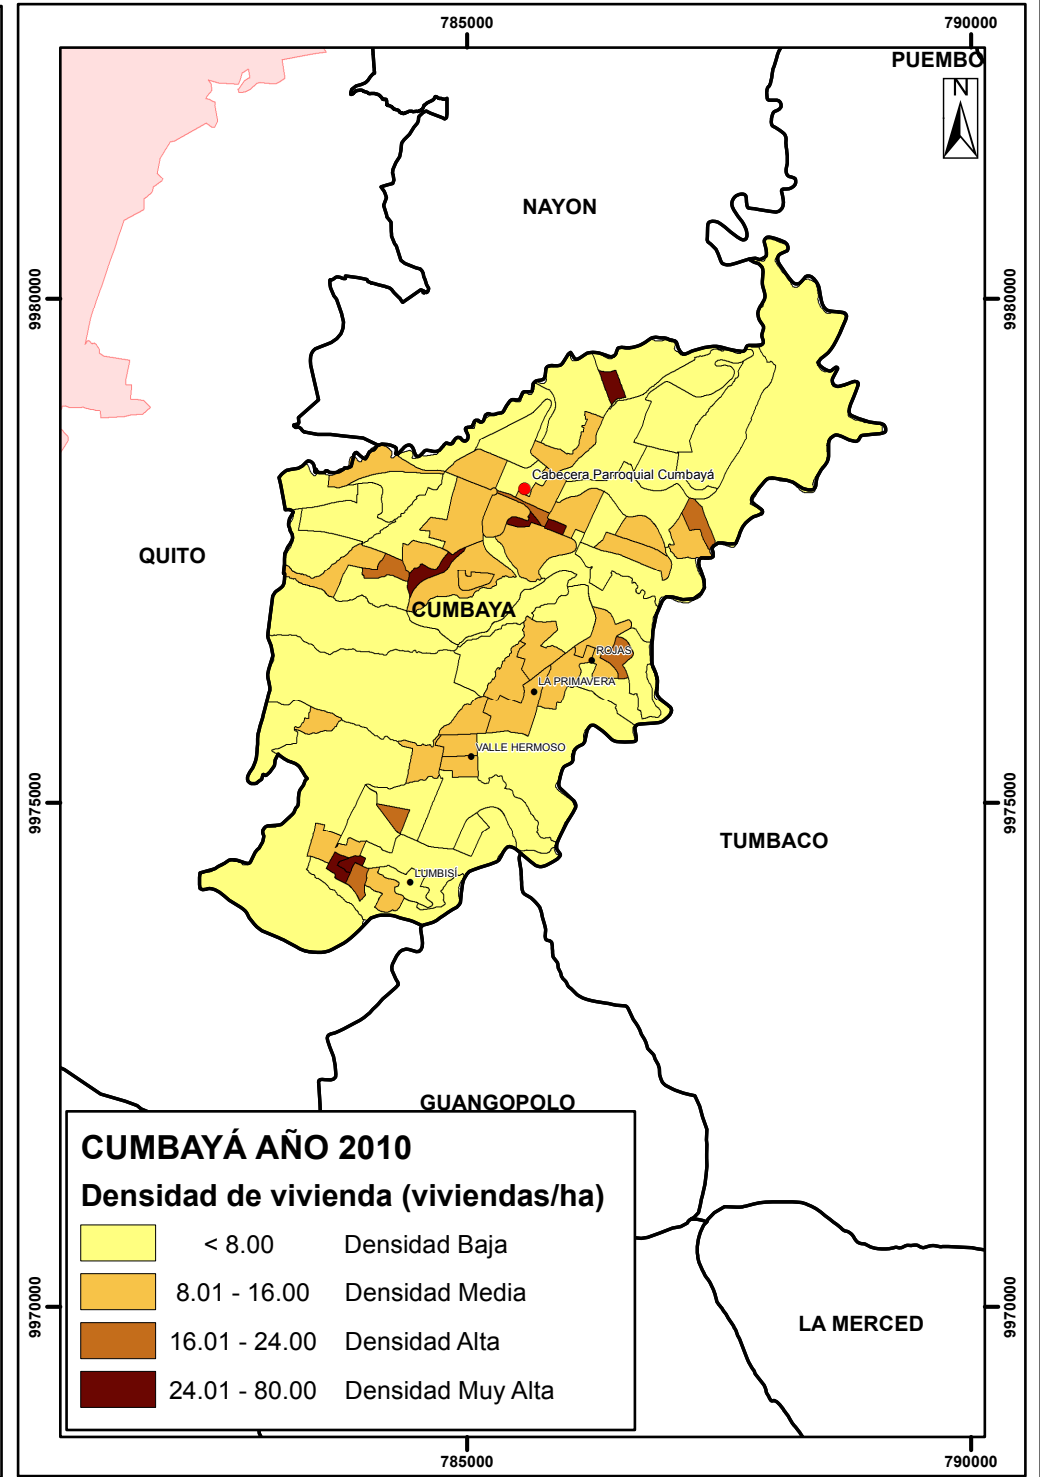 785000
790000
PUEMBO
N
NAYON
9980000
9980000
Cabecera Parroquial Cumbayá
QUITO
CUMBAYA
ROJAS
LA PRIMAVERA
VALLE HERMOSO
9975000
9975000
TUMBACO
LUMBISÍ
GUANGOPOLO
CUMBAYÁ AÑO 2010
Densidad de vivienda (viviendas/ha)
< 8.00 Densidad Baja
8.01 - 16.00 Densidad Media
16.01 - 24.00 Densidad Alta
24.01 - 80.00 Densidad Muy Alta
9970000
9970000
LA MERCED
785000
790000